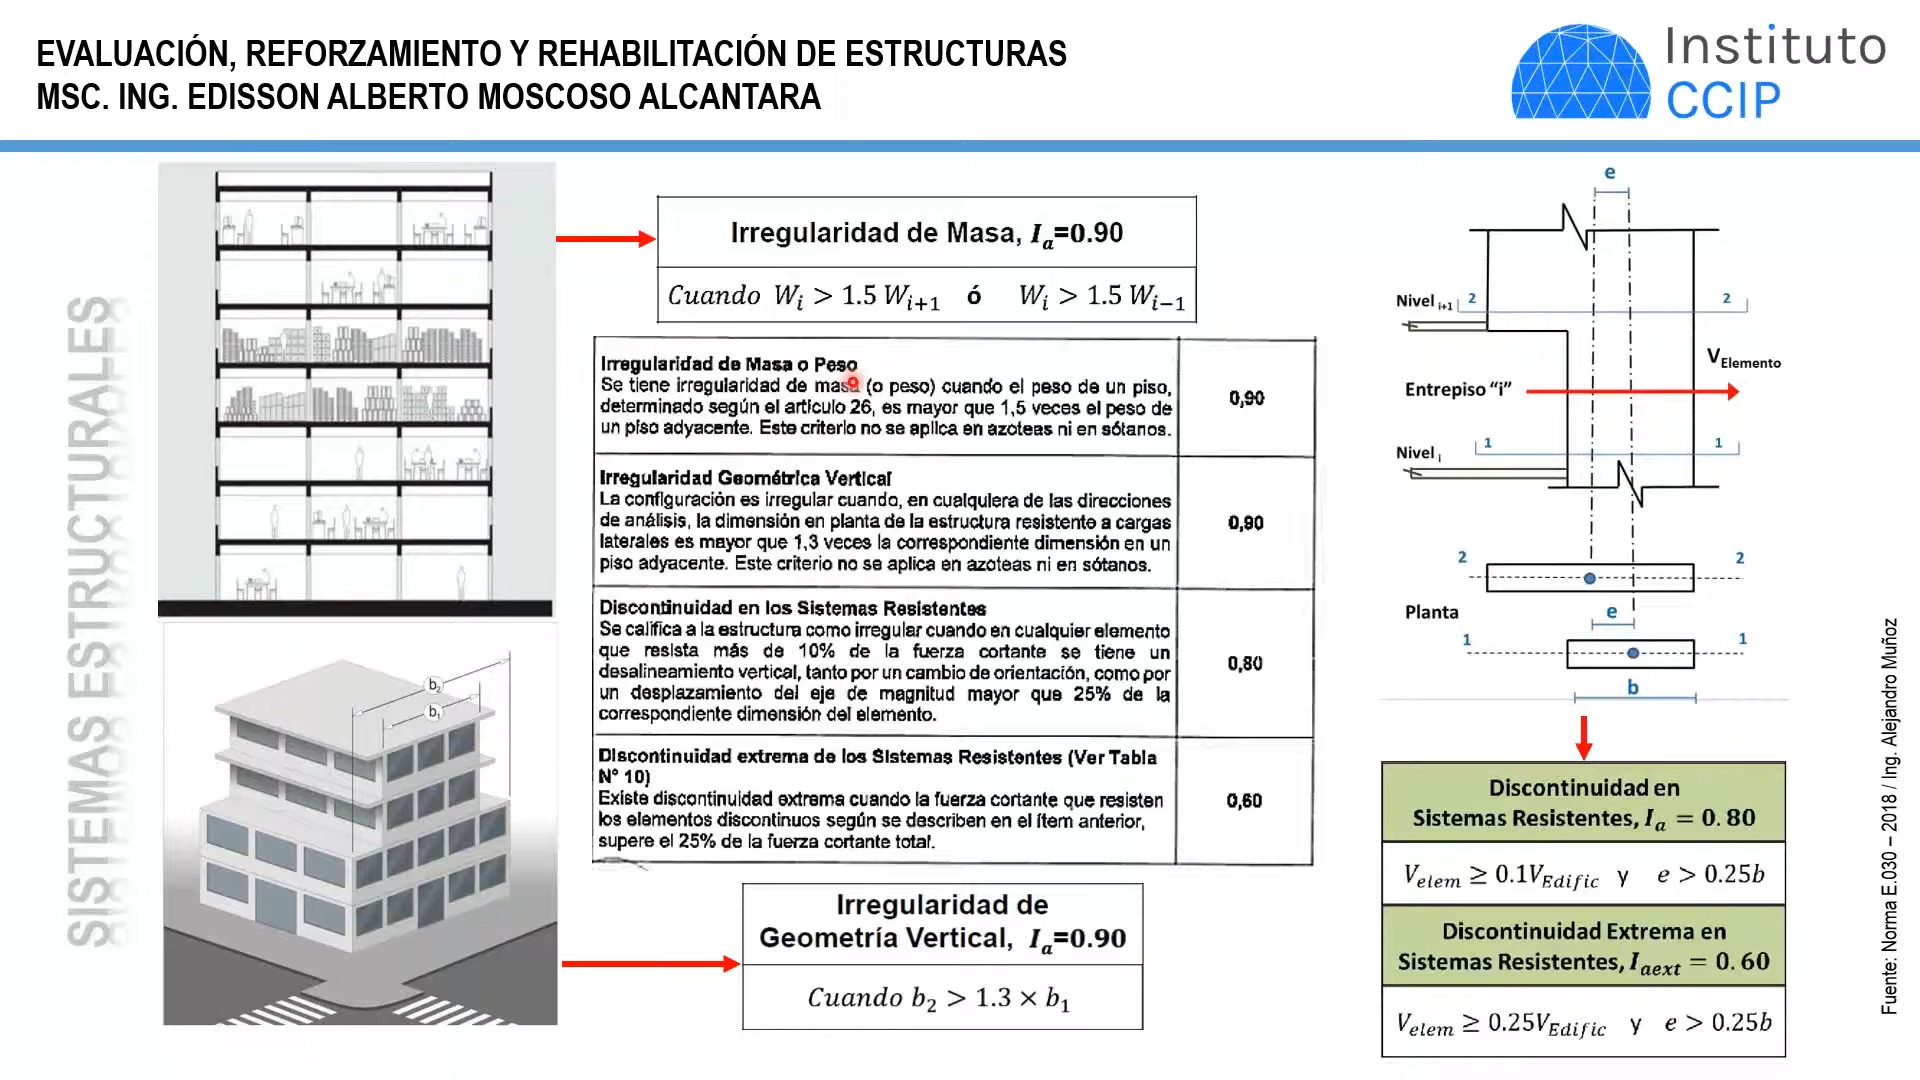 EVALUACIÓN, REFORZAMIENTO Y REHABILITACIÓN DE ESTRUCTURAS
MSC. ING. EDISSON ALBERTO MOSCOSO ALCANTARA
Instituto
CCIP
SISTEMAS ESTRUCTURALES
Irregularidad de Masa, Iₐ=0.90
Cuando Wᵢ > 1.5 Wᵢ₊₁ ó Wᵢ > 1.5 Wᵢ₋₁
Irregularidad de Masa o Peso
Se tiene irregularidad de masa (o peso) cuando el peso de un piso,
determinado según el artículo 26, es mayor que 1,5 veces el peso de
un piso adyacente. Este criterio no se aplica en azoteas ni en sótanos.
0,90
Irregularidad Geométrica Vertical
La configuración es irregular cuando, en cualquiera de las direcciones
de análisis, la dimensión en planta de la estructura resistente a cargas
laterales es mayor que 1,3 veces la correspondiente dimensión en un
piso adyacente. Este criterio no se aplica en azoteas ni en sótanos.
0,90
Discontinuidad en los Sistemas Resistentes
Se califica a la estructura como irregular cuando en cualquier elemento
que resista más de 10% de la fuerza cortante se tiene un
desalineamiento vertical, tanto por un cambio de orientación, como por
un desplazamiento del eje de magnitud mayor que 25% de la
correspondiente dimensión del elemento.
0,80
Discontinuidad extrema de los Sistemas Resistentes (Ver Tabla
N° 10)
Existe discontinuidad extrema cuando la fuerza cortante que resisten
los elementos discontinuos según se describen en el ítem anterior,
supere el 25% de la fuerza cortante total.
0,60
b₂
b₁
Irregularidad de
Geometría Vertical, Iₐ=0.90
Cuando b₂ > 1.3 × b₁
e
Nivel ᵢ₊₁ 2 2
V Elemento
Entrepiso “i”
Nivel ᵢ 1 1
2 2
Planta e
1 1
b
Discontinuidad en
Sistemas Resistentes, Iₐ = 0.80
V_elem ≥ 0.1V_Edific y e > 0.25b
Discontinuidad Extrema en
Sistemas Resistentes, I_aext = 0.60
V_elem ≥ 0.25V_Edific y e > 0.25b
Fuente: Norma E.030 – 2018 / Ing. Alejandro Muñoz